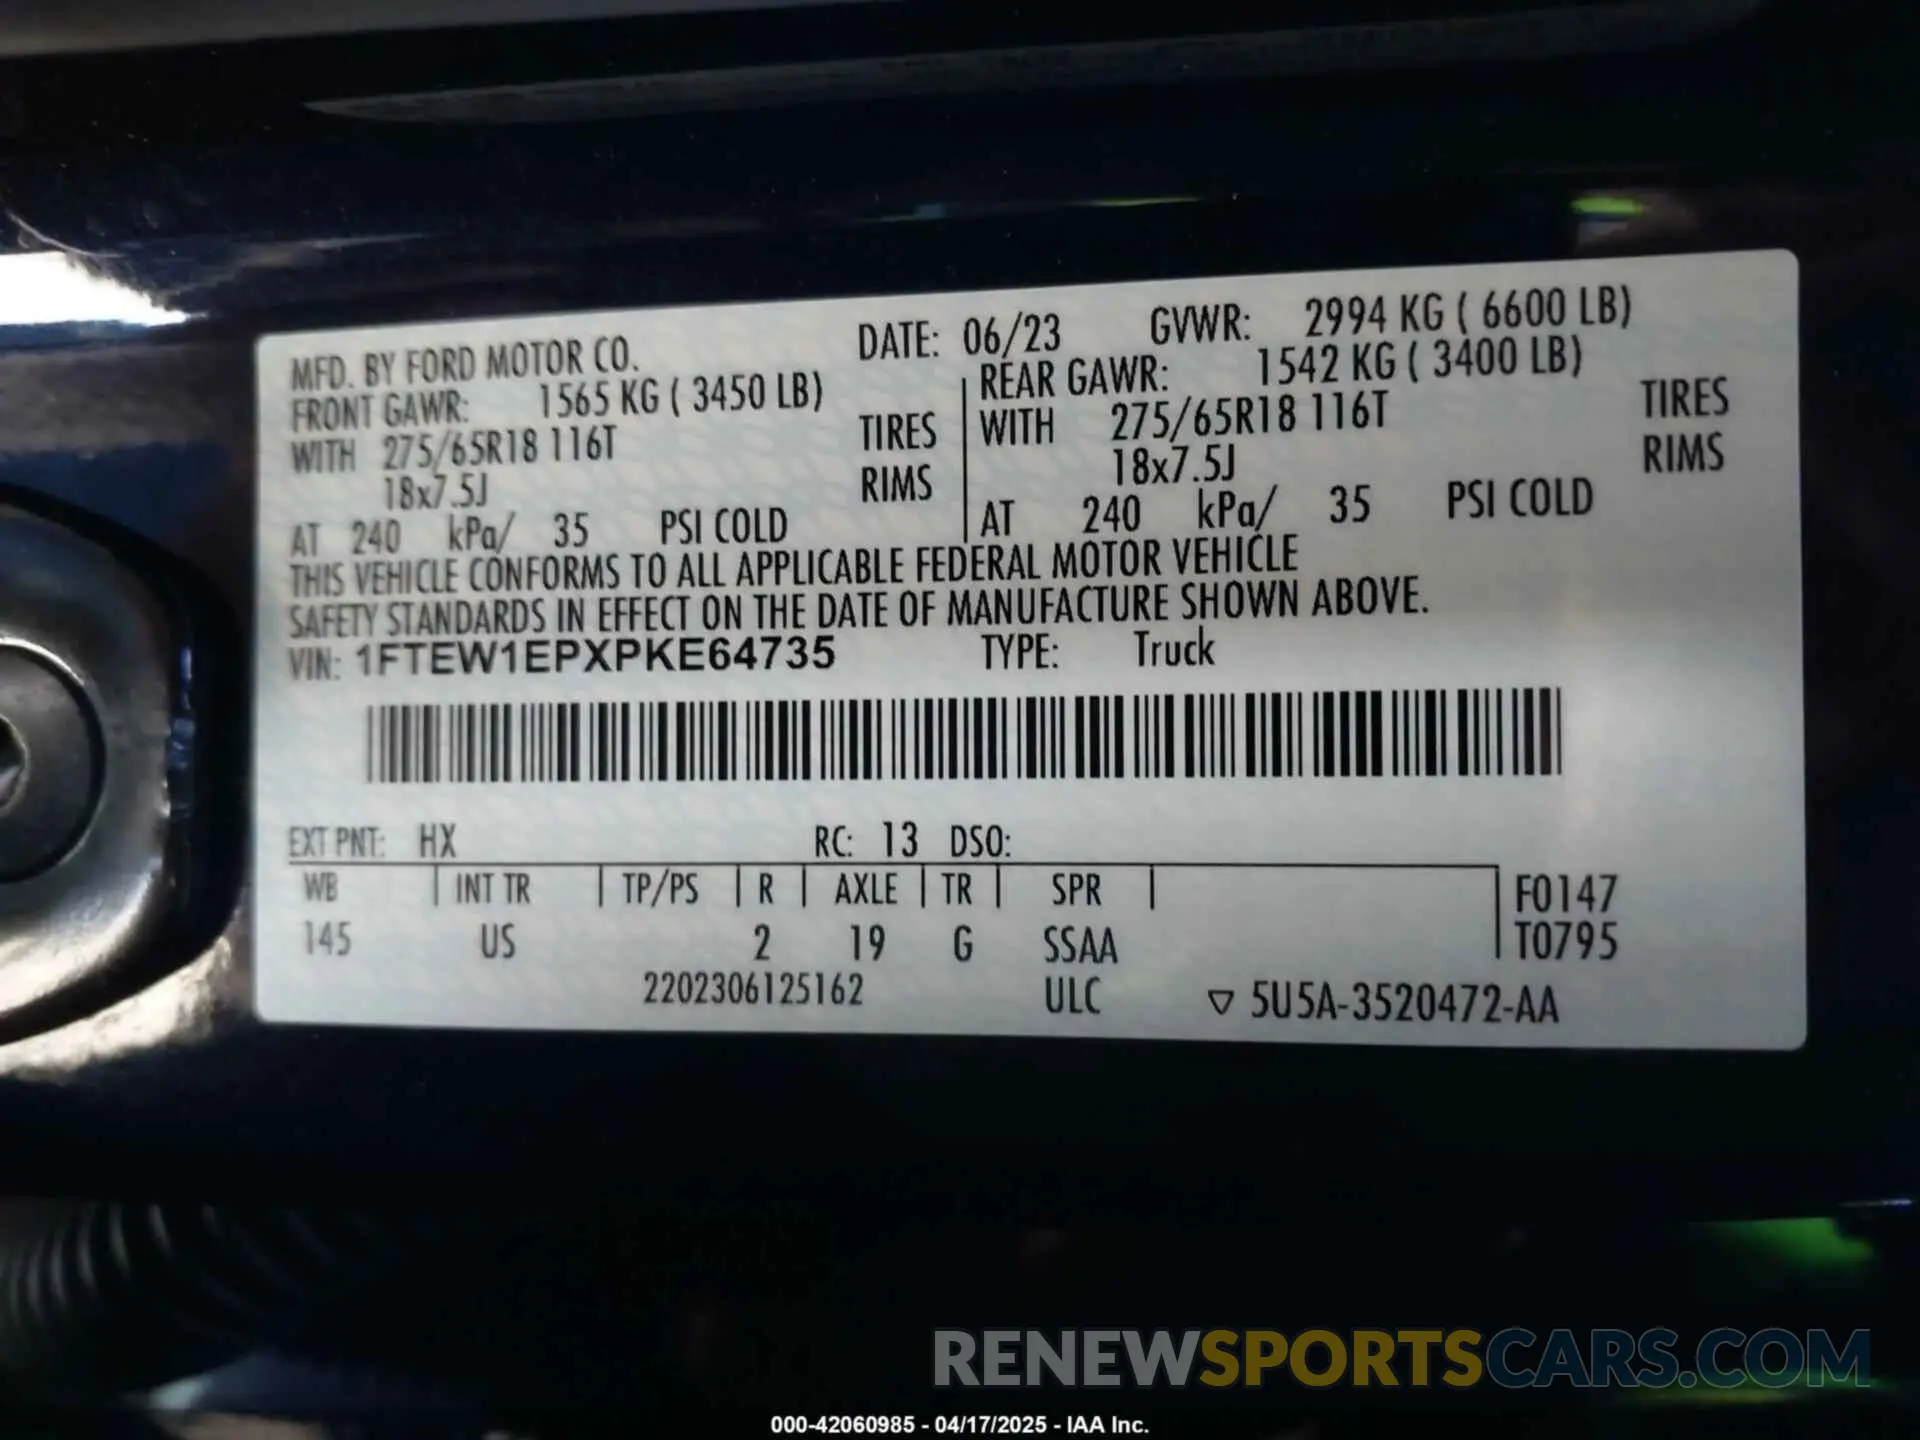 MFD. BY FORD MOTOR CO. DATE: 06/23 GVWR: 2994 KG ( 6600 LB)
FRONT GAWR: 1565 KG ( 3450 LB) REAR GAWR: 1542 KG ( 3400 LB)
WITH 275/65R18 116T TIRES WITH 275/65R18 116T TIRES
18x7.5J RIMS 18x7.5J RIMS
AT 240 kPa/ 35 PSI COLD AT 240 kPa/ 35 PSI COLD
THIS VEHICLE CONFORMS TO ALL APPLICABLE FEDERAL MOTOR VEHICLE
SAFETY STANDARDS IN EFFECT ON THE DATE OF MANUFACTURE SHOWN ABOVE.
VIN: 1FTEW1EPXPKE64735 TYPE: Truck
EXT PNT: HX RC: 13 DSO:
WB INT TR TP/PS R AXLE TR SPR F0147
145 US 2 19 G SSAA T0795
2202306125162 ULC ▽ 5U5A-3520472-AA
RENEWSPORTSCARS.COM
000-42060985 - 04/17/2025 - IAA Inc.